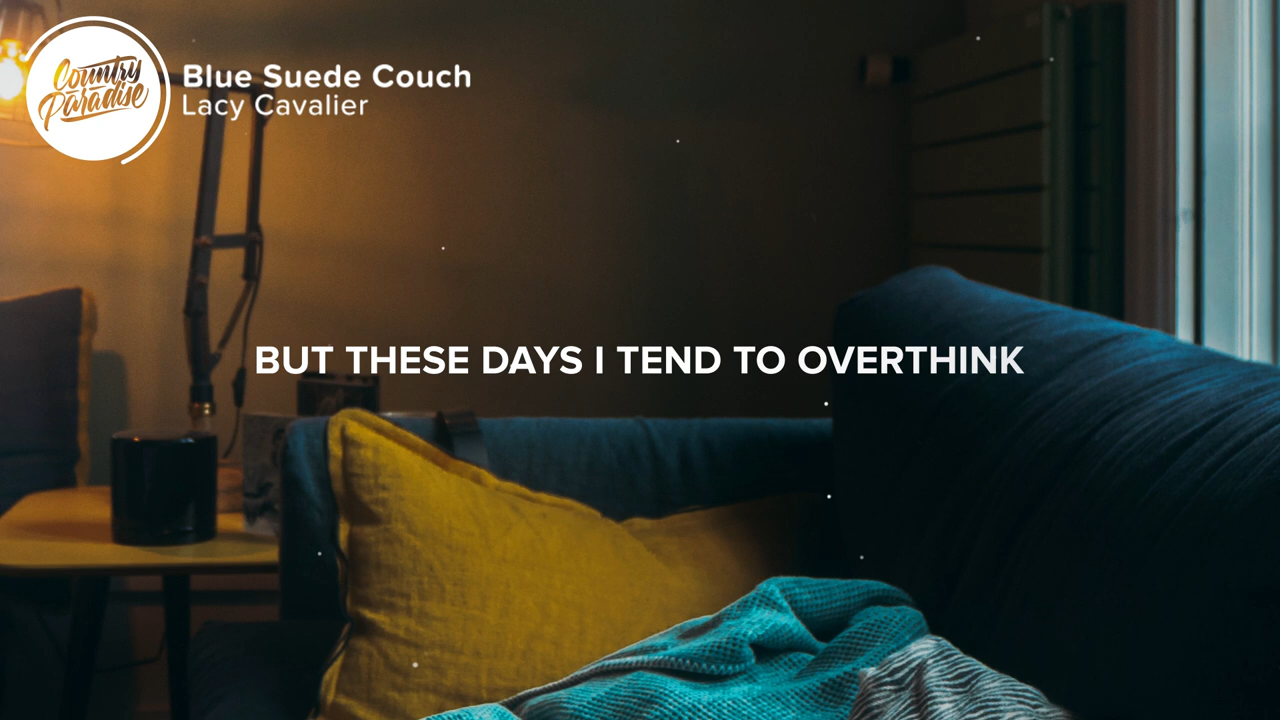 Country
Paradise
Blue Suede Couch
Lacy Cavalier
BUT THESE DAYS I TEND TO OVERTHINK